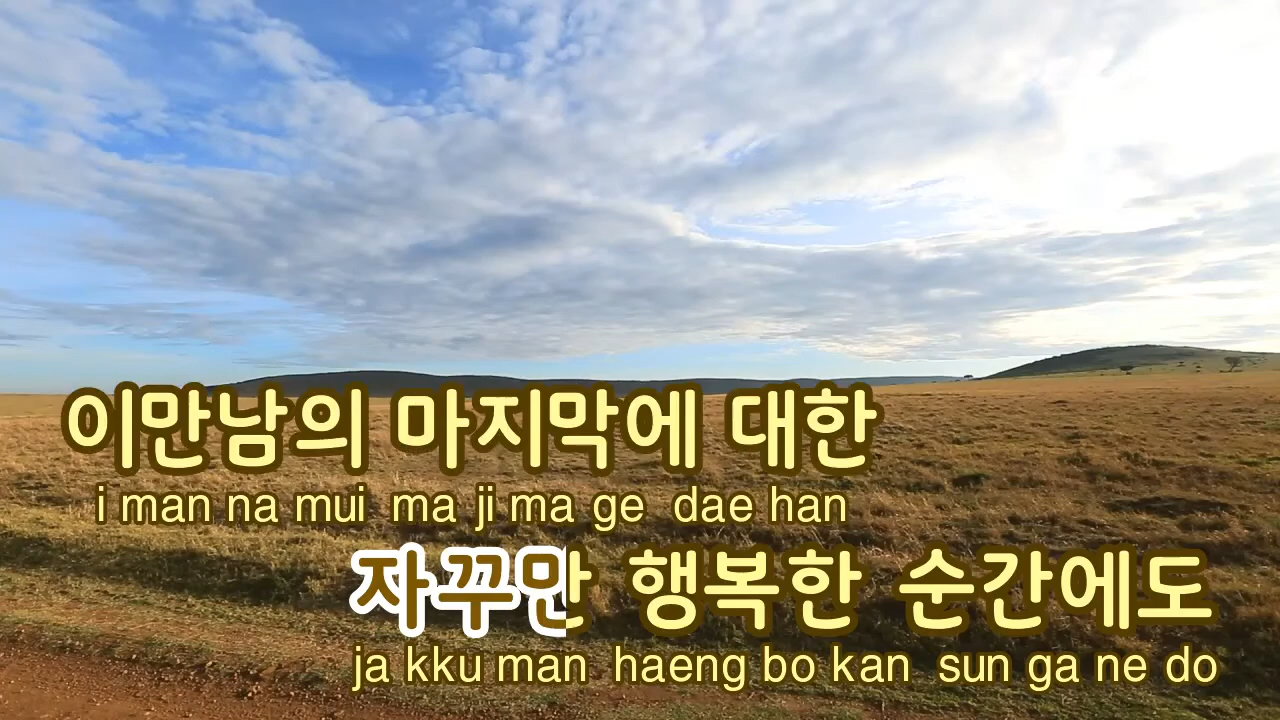 이만남의 마지막에 대한
i man na mui ma ji ma ge dae han
자꾸만 행복한 순간에도
ja kku man haeng bo kan sun ga ne do